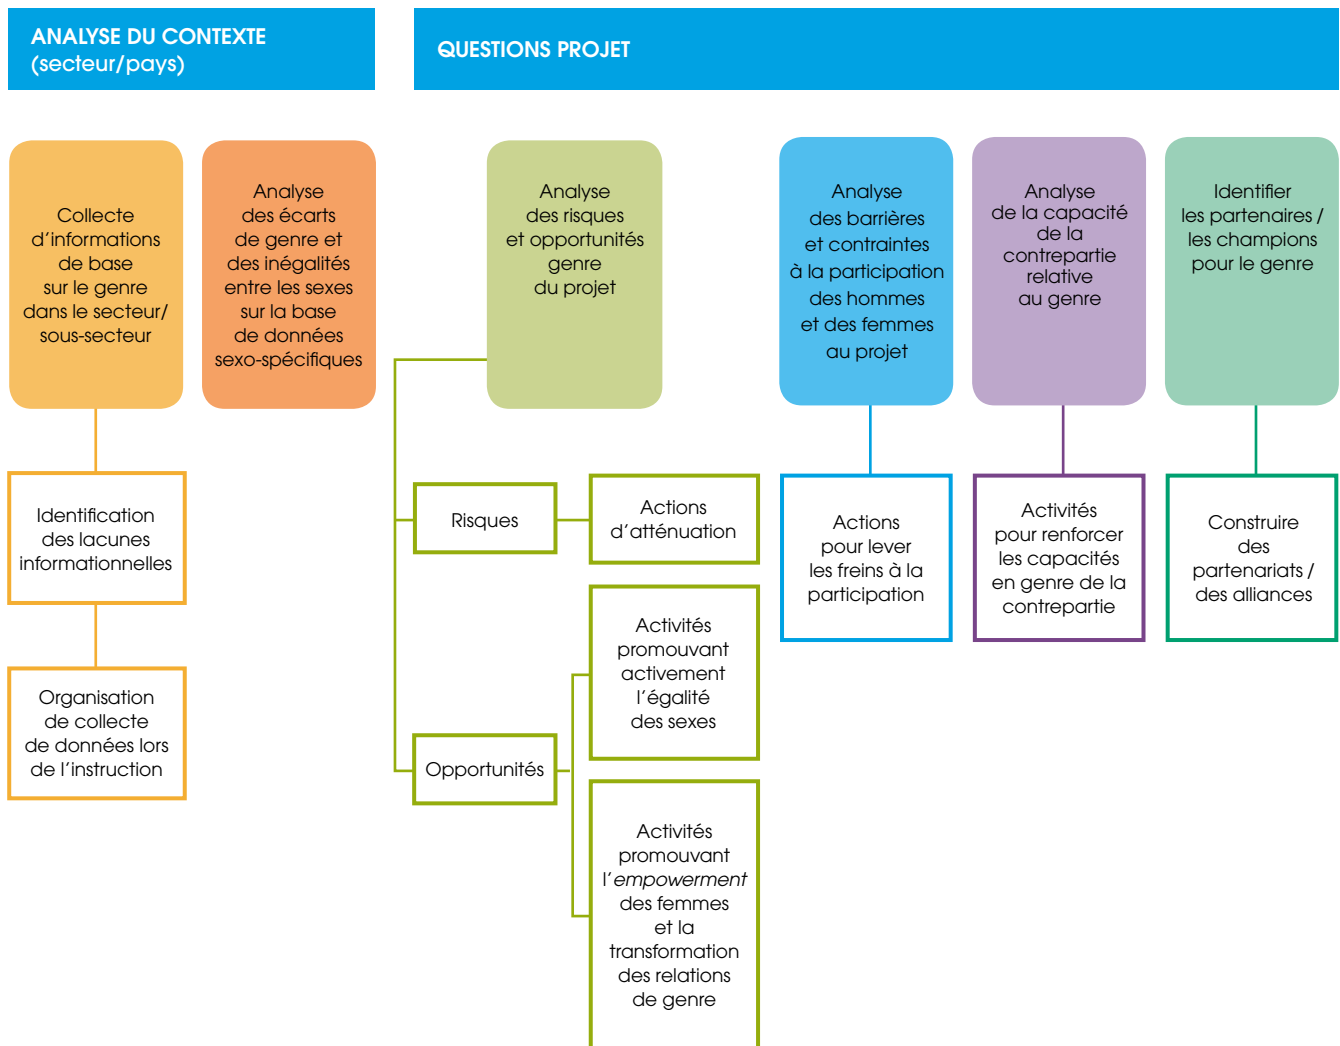 ANALYSE DU CONTEXTE
(secteur/pays)
QUESTIONS PROJET
Collecte
d'informations
de base
sur le genre
dans le secteur/
sous-secteur
Analyse
des écarts
de genre et
des inégalités
entre les sexes
sur la base
de données
sexo-spécifiques
Analyse
des risques
et opportunités
genre
du projet
Analyse
des barrières
et contraintes
à la participation
des hommes
et des femmes
au projet
Analyse
de la capacité
de la
contrepartie
relative
au genre
Identifier
les partenaires /
les champions
pour le genre
Identification
des lacunes
informationnelles
Risques
Actions
d'atténuation
Actions
pour lever
les freins à la
participation
Activités
pour renforcer
les capacités
en genre de la
contrepartie
Construire
des
partenariats /
des alliances
Organisation
de collecte
de données lors
de l'instruction
Opportunités
Activités
promouvant
activement
l'égalité
des sexes
Activités
promouvant
l'empowerment
des femmes
et la
transformation
des relations
de genre